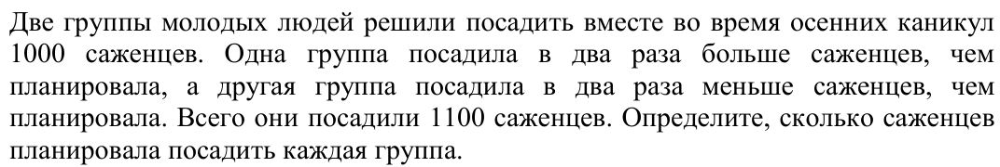 Две группы молодых людей решили посадить вместе во время осенних каникул
1000 саженцев. Одна группа посадила в два раза больше саженцев, чем
планировала, а другая группа посадила в два раза меньше саженцев, чем
планировала. Всего они посадили 1100 саженцев. Определите, сколько саженцев
планировала посадить каждая группа.